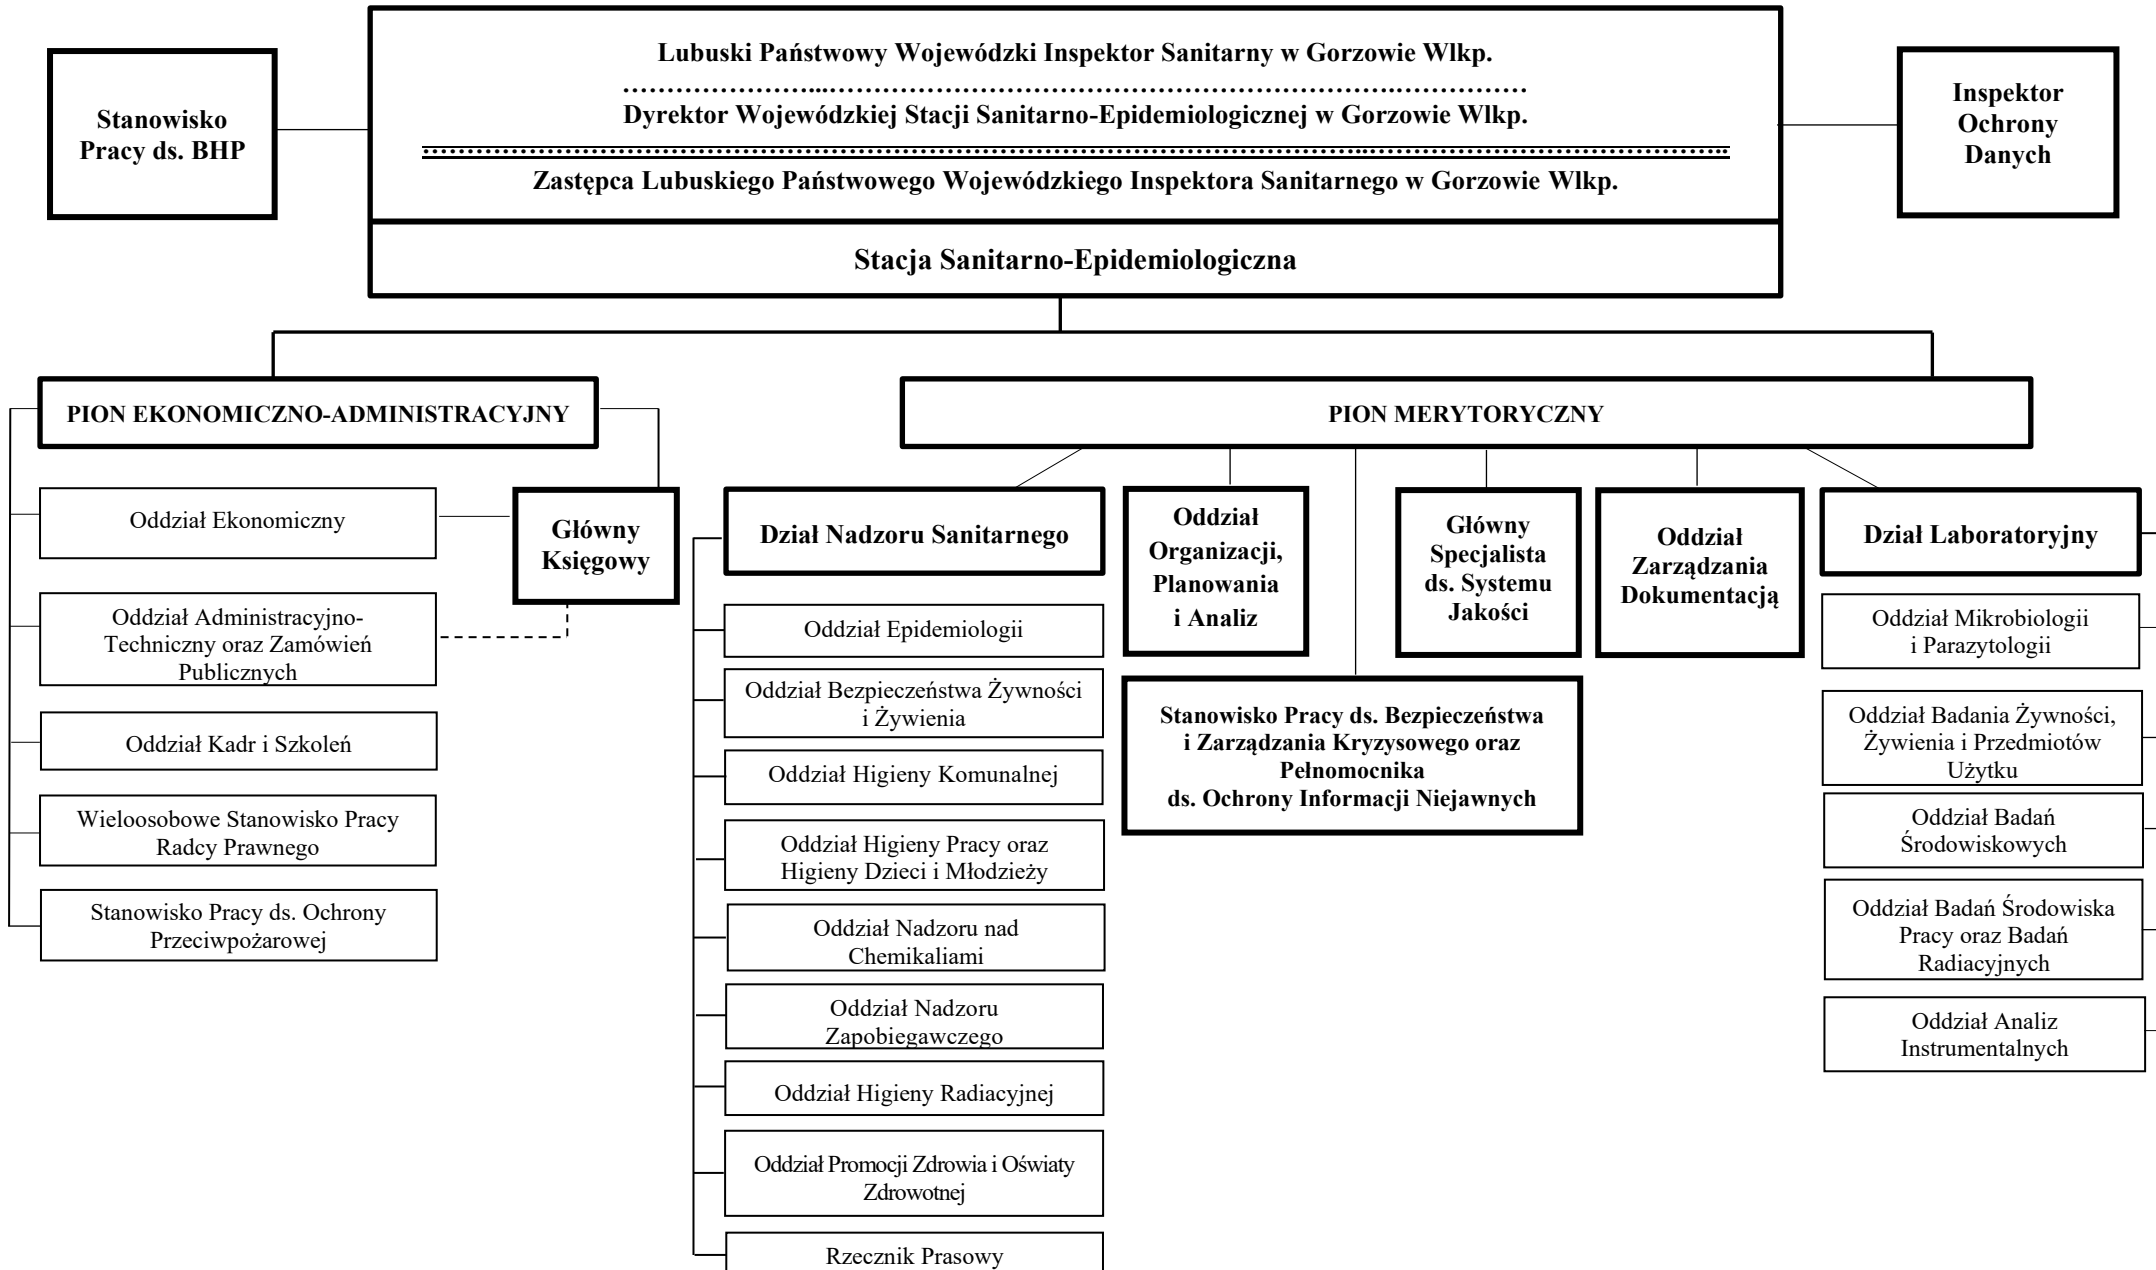 Lubuski Państwowy Wojewódzki Inspektor Sanitarny w Gorzowie Wlkp.
Dyrektor Wojewódzkiej Stacji Sanitarno-Epidemiologicznej w Gorzowie Wlkp.
Zastępca Lubuskiego Państwowego Wojewódzkiego Inspektora Sanitarnego w Gorzowie Wlkp.
Stacja Sanitarno-Epidemiologiczna
Stanowisko
Pracy ds. BHP
Inspektor
Ochrony
Danych
PION EKONOMICZNO-ADMINISTRACYJNY
Oddział Ekonomiczny
Główny
Księgowy
Oddział Administracyjno-
Techniczny oraz Zamówień
Publicznych
Oddział Kadr i Szkoleń
Wieloosobowe Stanowisko Pracy
Radcy Prawnego
Stanowisko Pracy ds. Ochrony
Przeciwpożarowej
PION MERYTORYCZNY
Dział Nadzoru Sanitarnego
Oddział Epidemiologii
Oddział Bezpieczeństwa Żywności
i Żywienia
Oddział Higieny Komunalnej
Oddział Higieny Pracy oraz
Higieny Dzieci i Młodzieży
Oddział Nadzoru nad
Chemikaliami
Oddział Nadzoru
Zapobiegawczego
Oddział Higieny Radiacyjnej
Oddział Promocji Zdrowia i Oświaty
Zdrowotnej
Rzecznik Prasowy
Oddział
Organizacji,
Planowania
i Analiz
Stanowisko Pracy ds. Bezpieczeństwa
i Zarządzania Kryzysowego oraz
Pełnomocnika
ds. Ochrony Informacji Niejawnych
Główny
Specjalista
ds. Systemu
Jakości
Oddział
Zarządzania
Dokumentacją
Dział Laboratoryjny
Oddział Mikrobiologii
i Parazytologii
Oddział Badania Żywności,
Żywienia i Przedmiotów
Użytku
Oddział Badań
Środowiskowych
Oddział Badań Środowiska
Pracy oraz Badań
Radiacyjnych
Oddział Analiz
Instrumentalnych